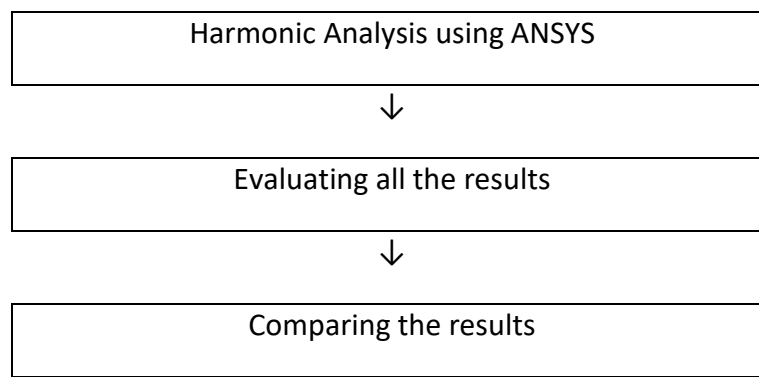 Harmonic Analysis using ANSYS
↓
Evaluating all the results
↓
Comparing the results